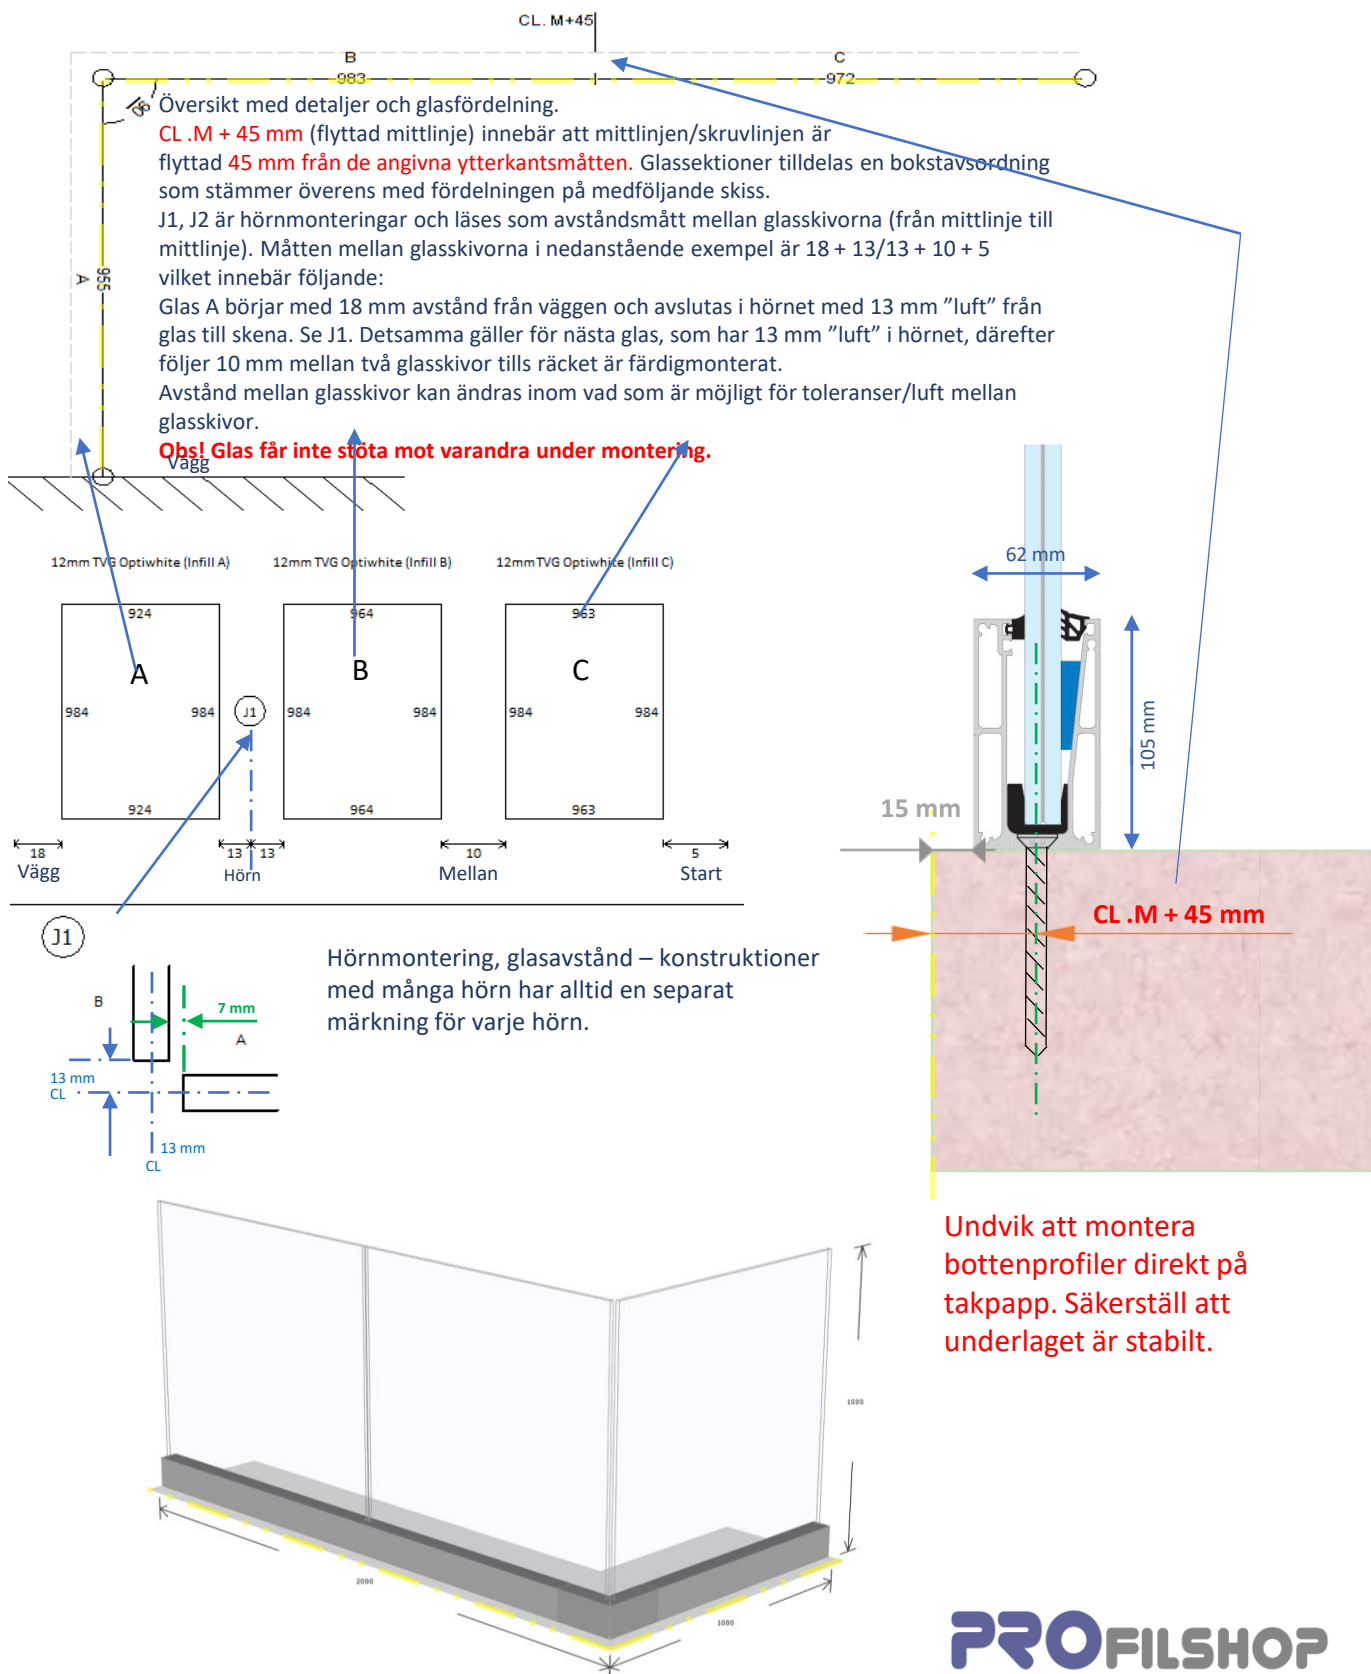 CL. M+45
B
C
983
972
90
Översikt med detaljer och glasfördelning.
CL .M + 45 mm (flyttad mittlinje) innebär att mittlinjen/skruvlinjen är
flyttad 45 mm från de angivna ytterkantsmåtten. Glassektioner tilldelas en bokstavsordning
som stämmer överens med fördelningen på medföljande skiss.
J1, J2 är hörnmonteringar och läses som avståndsmått mellan glasskivorna (från mittlinje till
mittlinje). Måtten mellan glasskivorna i nedanstående exempel är 18 + 13/13 + 10 + 5
vilket innebär följande:
A 955
Glas A börjar med 18 mm avstånd från väggen och avslutas i hörnet med 13 mm ”luft” från
glas till skena. Se J1. Detsamma gäller för nästa glas, som har 13 mm ”luft” i hörnet, därefter
följer 10 mm mellan två glasskivor tills räcket är färdigmonterat.
Avstånd mellan glasskivor kan ändras inom vad som är möjligt för toleranser/luft mellan
glasskivor.
Obs! Glas får inte stöta mot varandra under montering.
Vägg
12mm TVG Optiwhite (Infill A)
12mm TVG Optiwhite (Infill B)
12mm TVG Optiwhite (Infill C)
924
964
963
A
B
C
984
984
J1
984
984
984
984
924
964
963
18
13
13
10
5
Vägg
Hörn
Mellan
Start
62 mm
105 mm
15 mm
CL .M + 45 mm
J1
B
7 mm
A
13 mm
CL
13 mm
CL
Hörnmontering, glasavstånd – konstruktioner
med många hörn har alltid en separat
märkning för varje hörn.
Undvik att montera
bottenprofiler direkt på
takpapp. Säkerställ att
underlaget är stabilt.
1000
2000
1000
PROFILSHOP